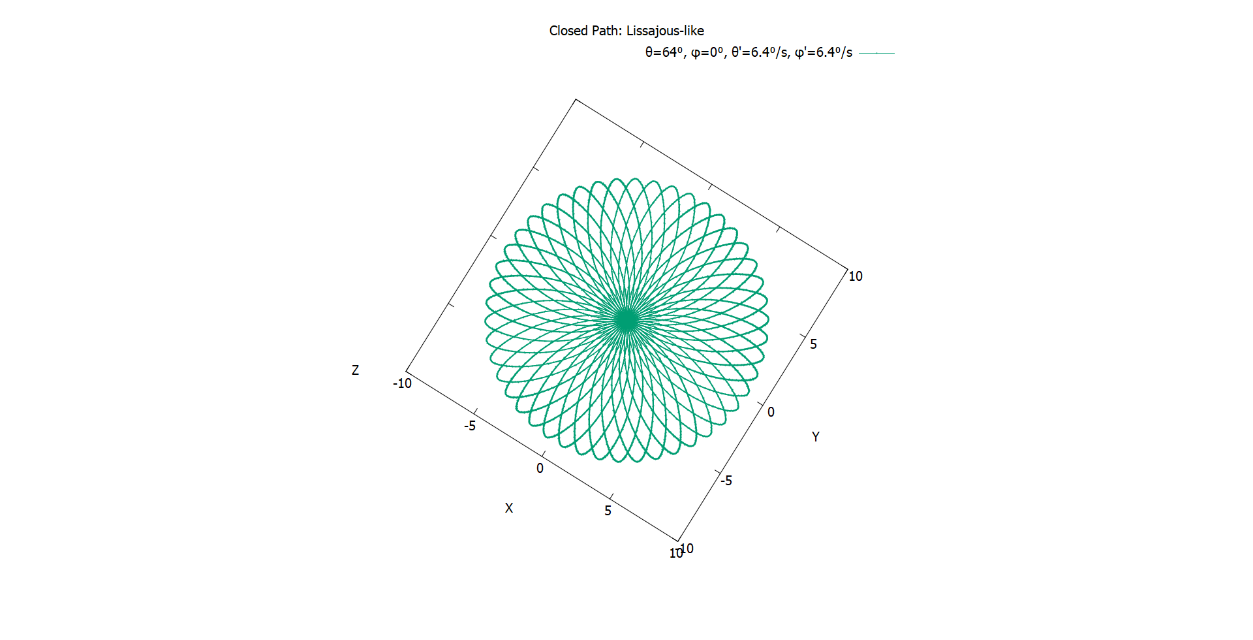 Closed Path: Lissajous-like
θ=64º, φ=0º, θ'=6.4º/s, φ'=6.4º/s
10
5
Z
-10
0
-5
Y
0
-5
X
5
10
-10